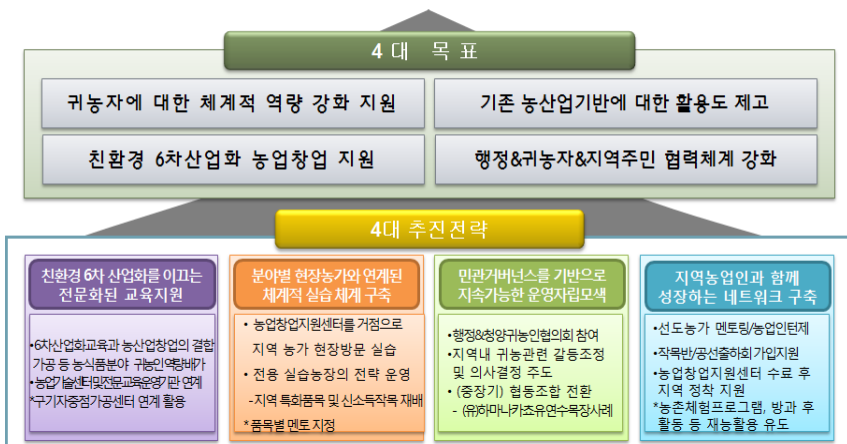 4대 목표
귀농자에 대한 체계적 역량 강화 지원
기존 농산업기반에 대한 활용도 제고
친환경 6차산업화 농업창업 지원
행정&귀농자&지역주민 협력체계 강화
4대 추진전략
친환경 6차 산업화를 이끄는
전문화된 교육지원
•6차산업화교육과 농산업창업의 결합
가공 등 농식품분야 귀농인역량배가
•농업기술센터및전문교육운영기관 연계
*구기자중점가공센터 연계 활용
분야별 현장농가와 연계된
체계적 실습 체계 구축
• 농업창업지원센터를 거점으로
지역 농가 현장방문 실습
• 전용 실습농장의 전략 운영
-지역 특화품목 및 신소득작목 재배
*품목별 멘토 지정
민관거버넌스를 기반으로
지속가능한 운영자립모색
•행정&청양귀농인협의회 참여
•지역내 귀농관련 갈등조정
및 의사결정 주도
• (중장기) 협동조합 전환
- (유)하마나카쵸유연수목장사례
지역농업인과 함께
성장하는 네트워크 구축
•선도농가 멘토링/농업인턴제
•작목반/공선출하회가입지원
•농업창업지원센터 수료 후
지역 정착 지원
*농촌체험프로그램, 방과 후
활동 등 재능활용 유도